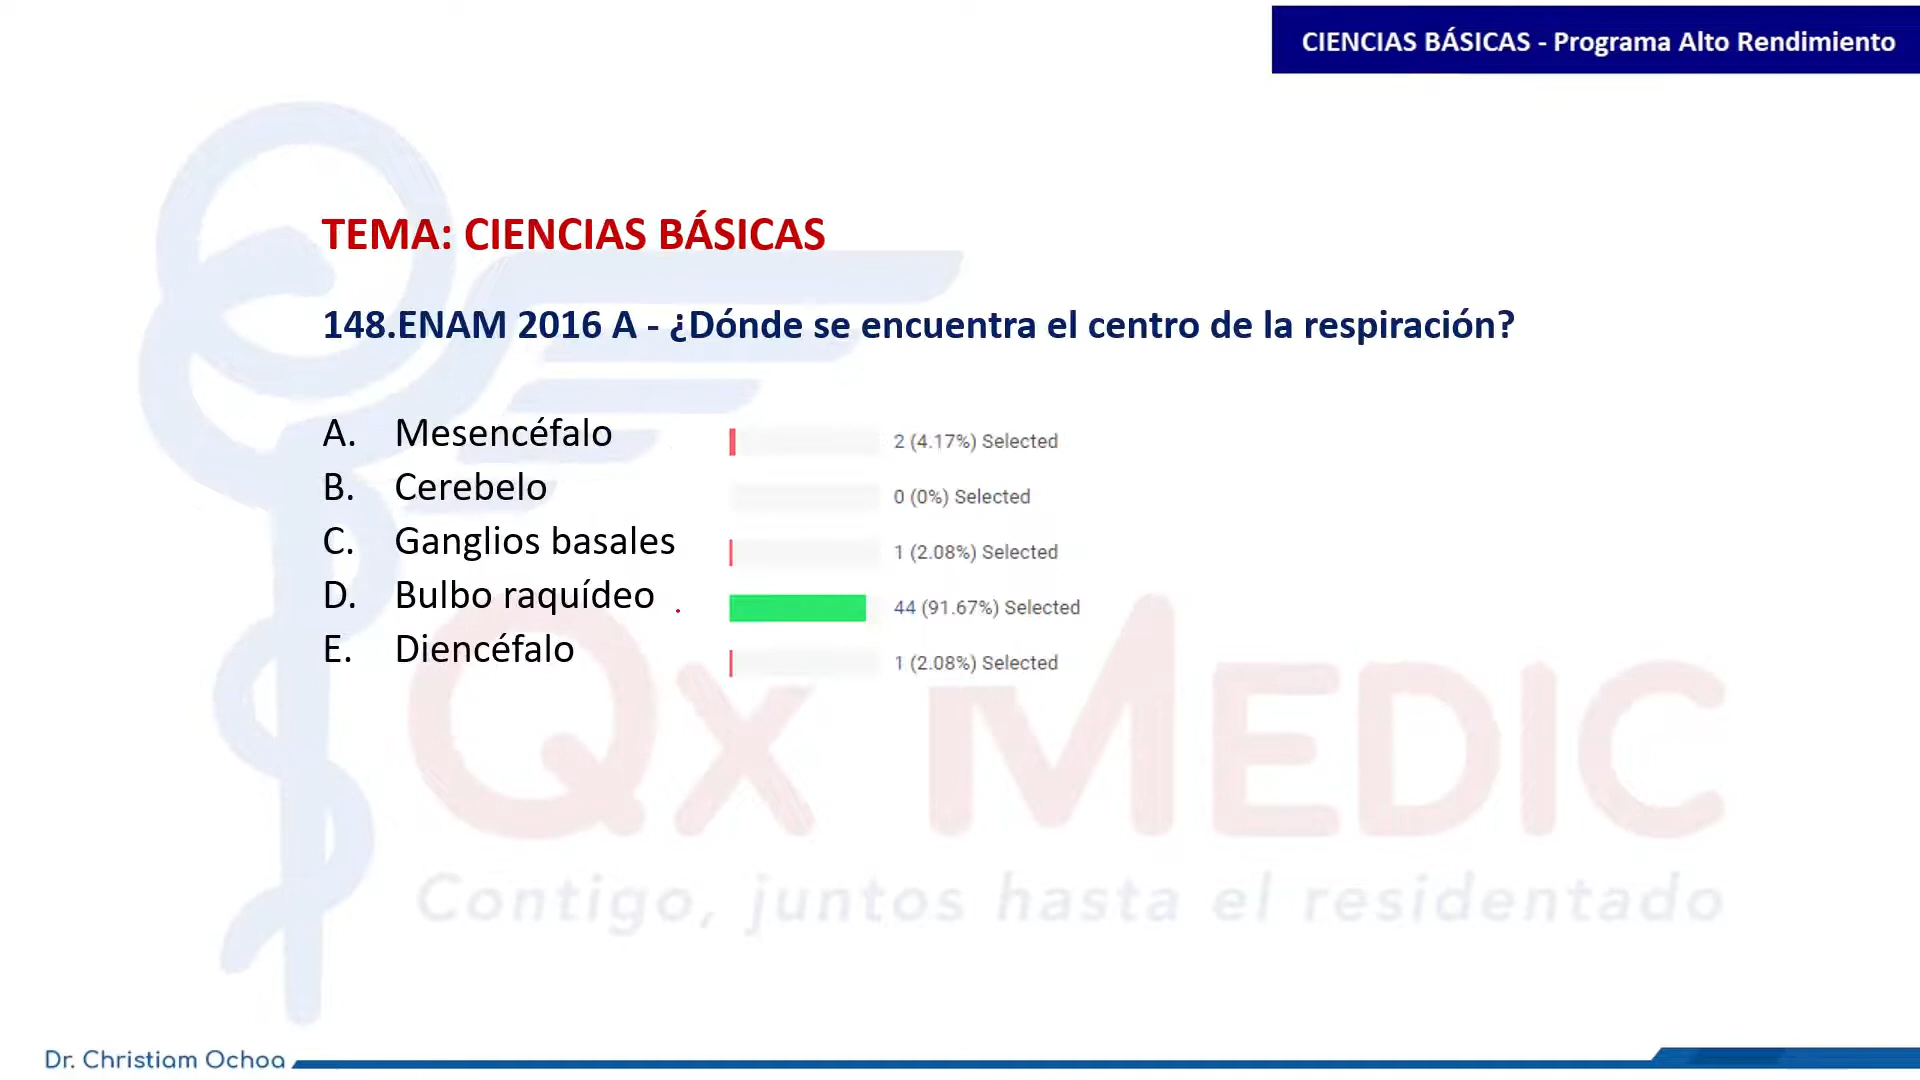 CIENCIAS BÁSICAS - Programa Alto Rendimiento
TEMA: CIENCIAS BÁSICAS
148.ENAM 2016 A - ¿Dónde se encuentra el centro de la respiración?
A. Mesencéfalo 2 (4.17%) Selected
B. Cerebelo 0 (0%) Selected
C. Ganglios basales 1 (2.08%) Selected
D. Bulbo raquídeo 44 (91.67%) Selected
E. Diencéfalo 1 (2.08%) Selected
Qx MEDIC
Contigo, juntos hasta el residentado
Dr. Christiam Ochoa